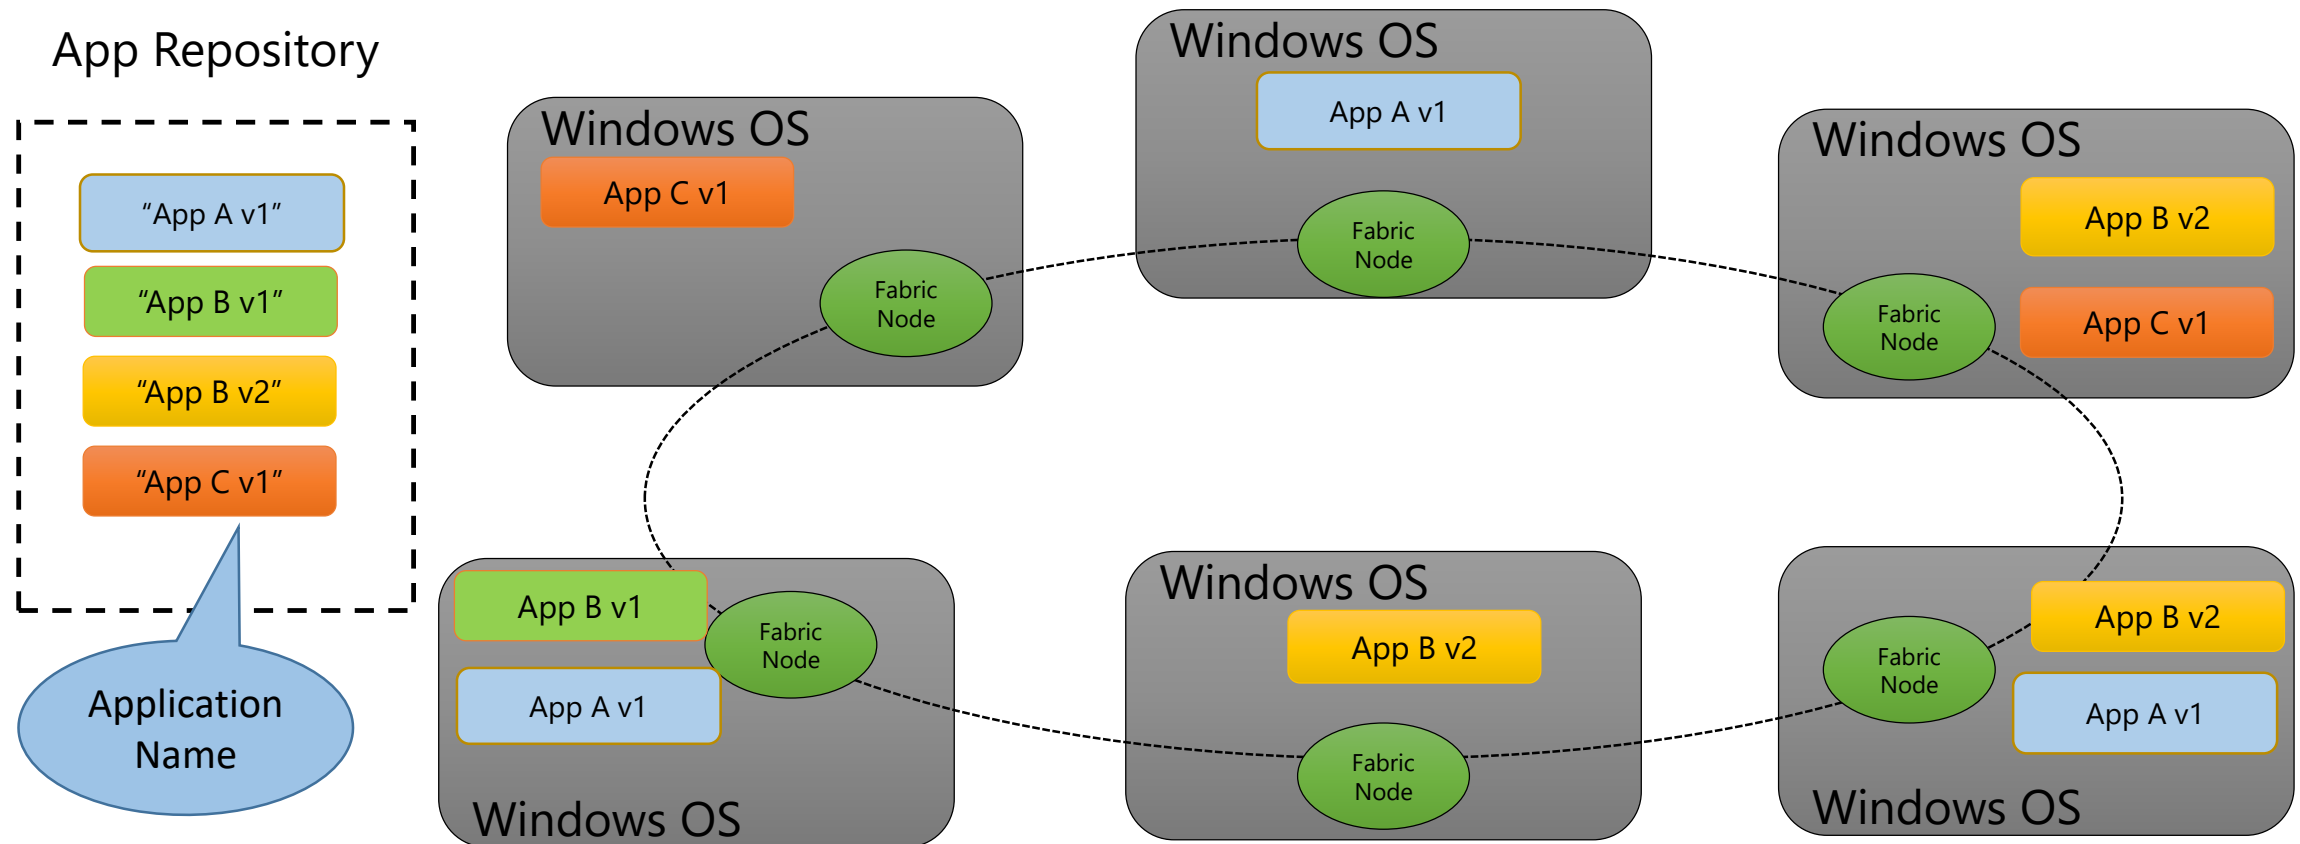 App Repository
“App A v1”
“App B v1”
“App B v2”
“App C v1”
Application
Name
Windows OS
App C v1
Fabric
Node
Windows OS
App A v1
Fabric
Node
Windows OS
App B v2
App C v1
Fabric
Node
App B v1
App A v1
Fabric
Node
Windows OS
Windows OS
App B v2
Fabric
Node
App B v2
App A v1
Fabric
Node
Windows OS